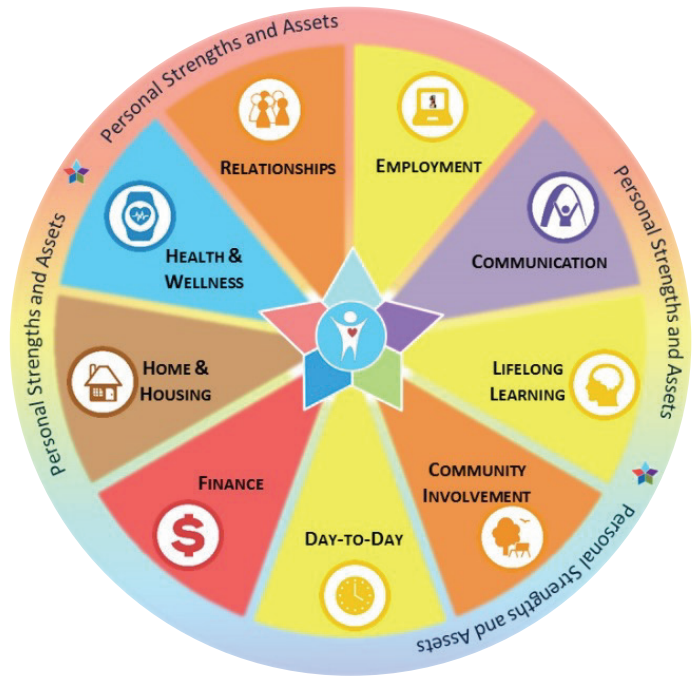 Personal Strengths and Assets
Personal Strengths and Assets
Personal Strengths and Assets
Personal Strengths and Assets
RELATIONSHIPS
EMPLOYMENT
COMMUNICATION
LIFELONG
LEARNING
COMMUNITY
INVOLVEMENT
DAY-TO-DAY
FINANCE
HOME &
HOUSING
HEALTH &
WELLNESS
$